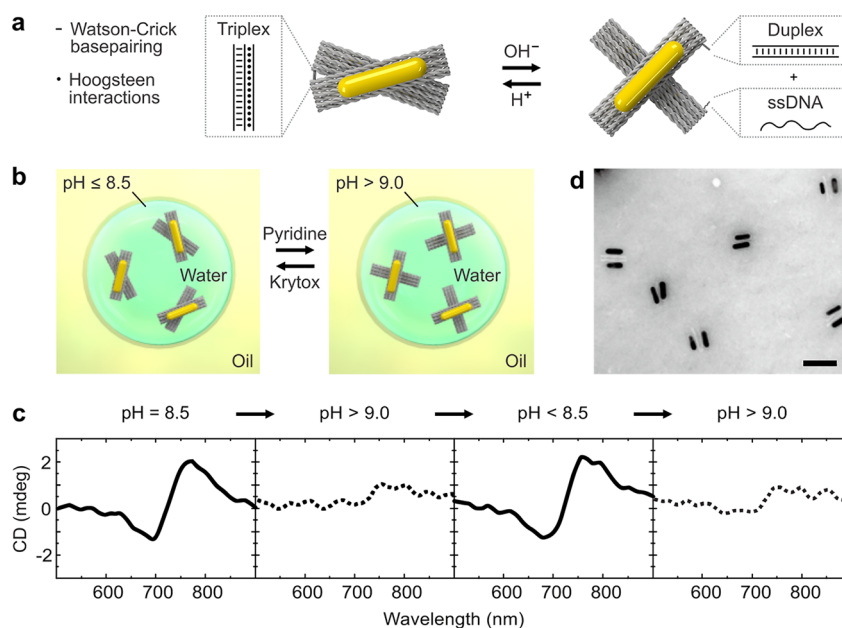 a
– Watson-Crick
basepairing
• Hoogsteen
interactions
Triplex
OH⁻
H⁺
Duplex
+
ssDNA
b
pH ≤ 8.5
Water
Oil
Pyridine
Krytox
pH > 9.0
Water
Oil
d
c
pH = 8.5
pH > 9.0
pH < 8.5
pH > 9.0
CD (mdeg)
2
0
-2
600 700 800
600 700 800
600 700 800
600 700 800
Wavelength (nm)